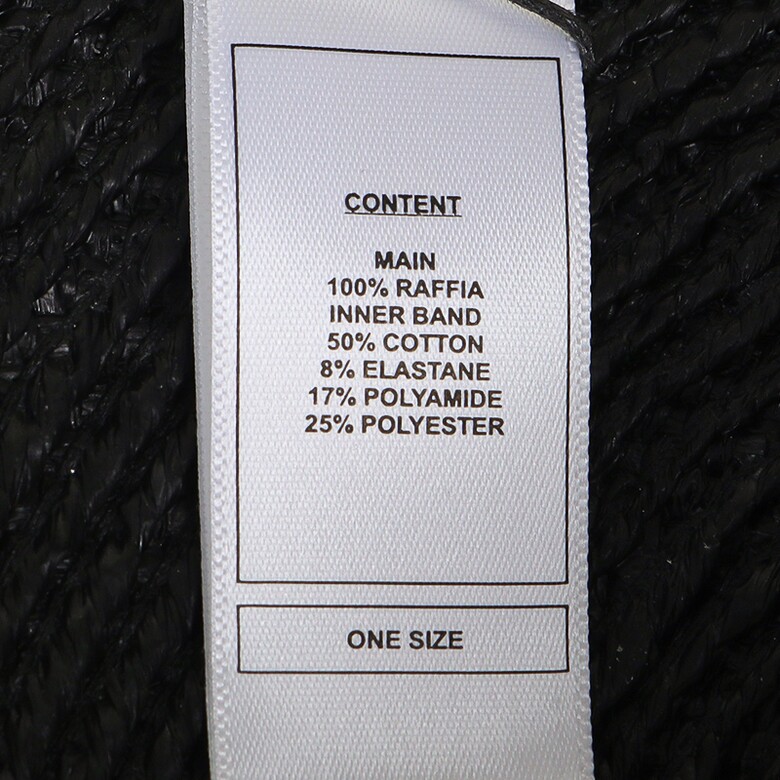 CONTENT
MAIN
100% RAFFIA
INNER BAND
50% COTTON
8% ELASTANE
17% POLYAMIDE
25% POLYESTER
ONE SIZE